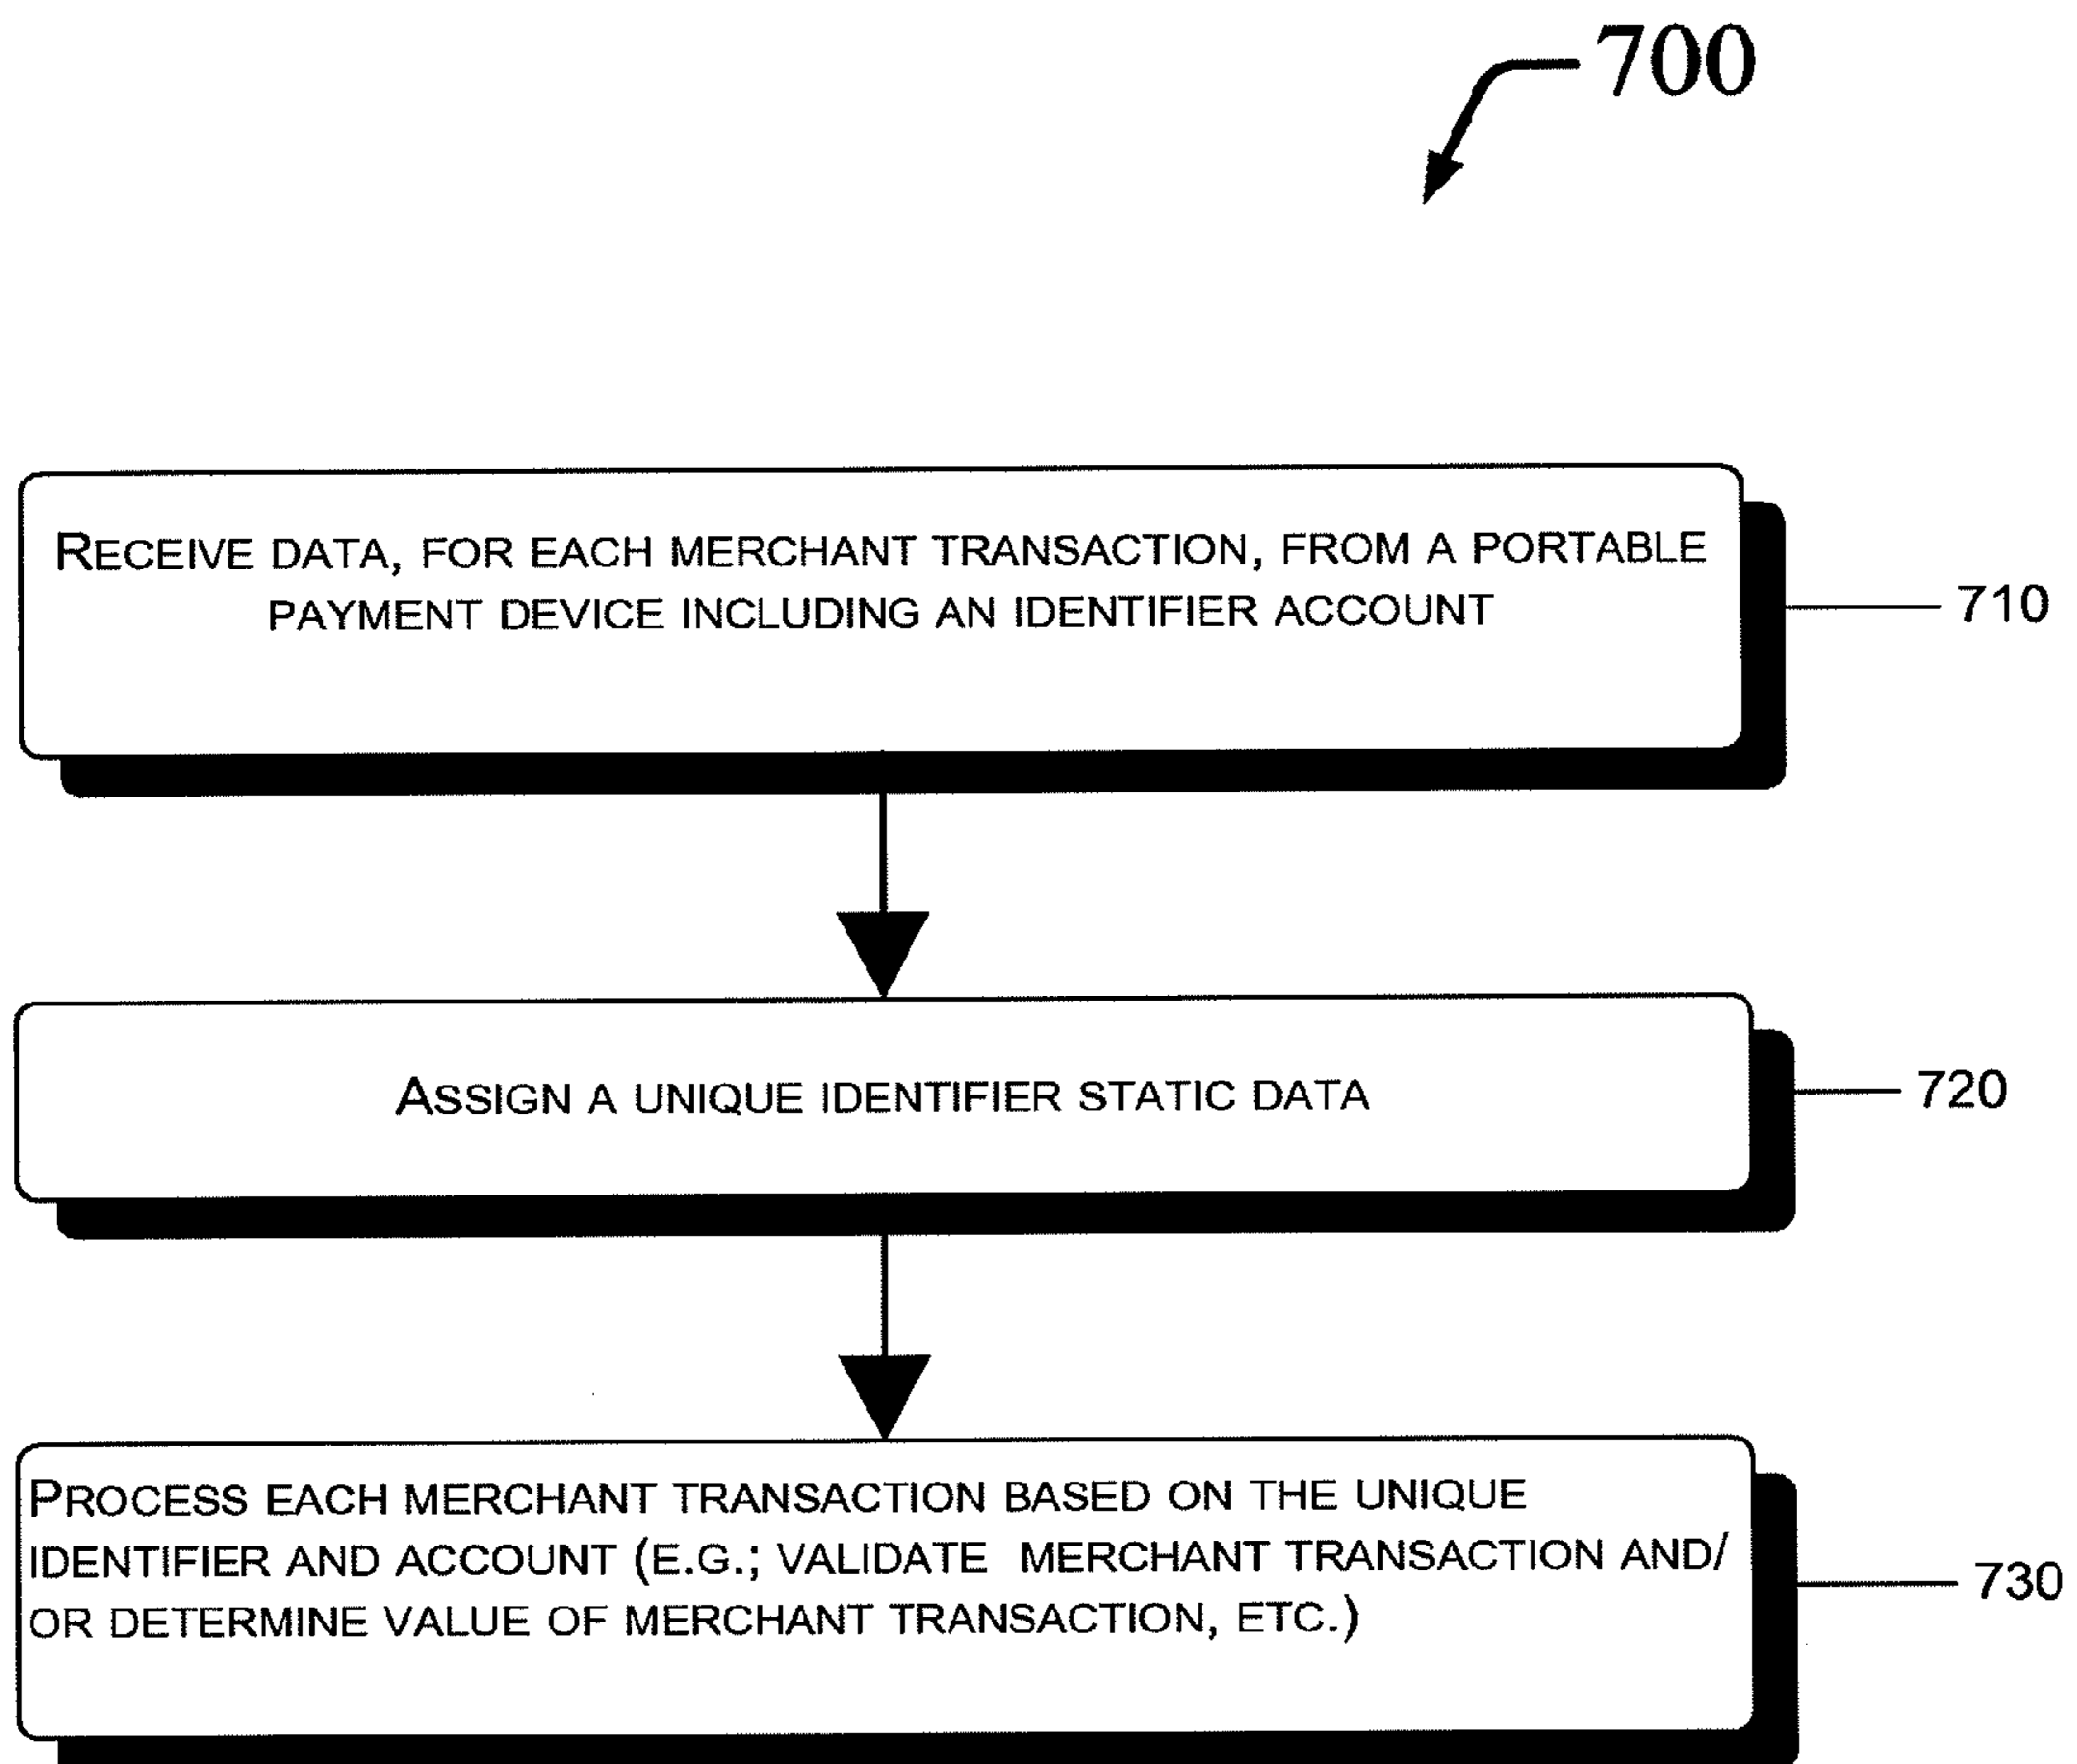 700
RECEIVE DATA, FOR EACH MERCHANT TRANSACTION, FROM A PORTABLE
PAYMENT DEVICE INCLUDING AN IDENTIFIER ACCOUNT
710
ASSIGN A UNIQUE IDENTIFIER STATIC DATA
720
PROCESS EACH MERCHANT TRANSACTION BASED ON THE UNIQUE
IDENTIFIER AND ACCOUNT (E.G.; VALIDATE MERCHANT TRANSACTION AND/
OR DETERMINE VALUE OF MERCHANT TRANSACTION, ETC.)
730